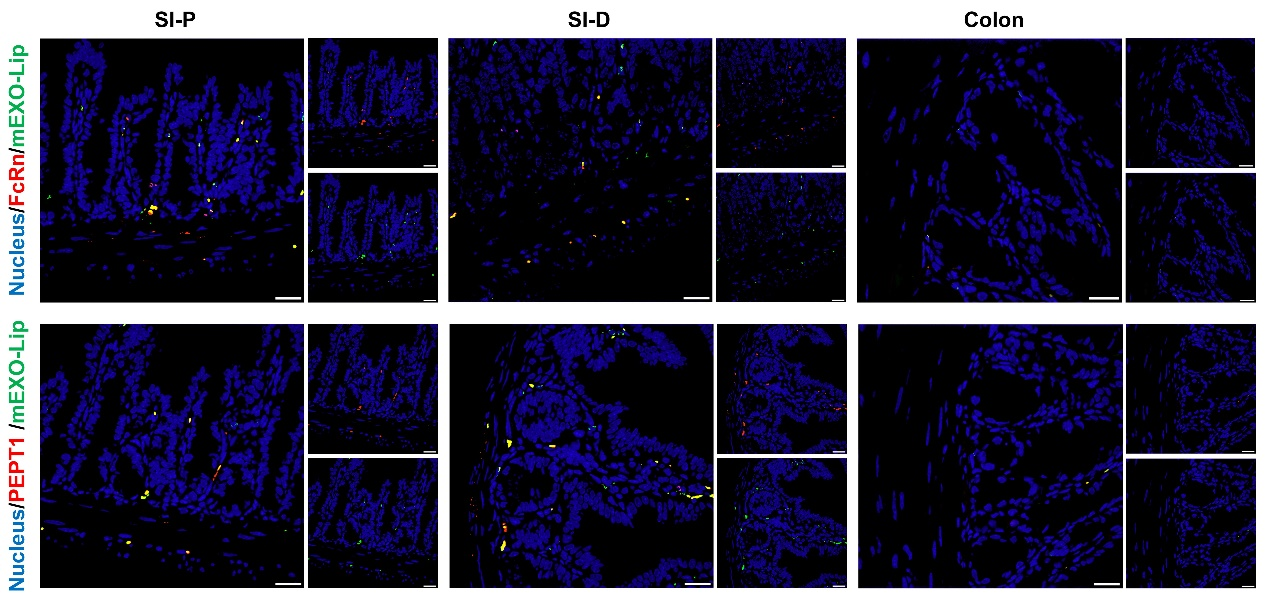 SI-P
SI-D
Colon
Nucleus/FcRn/mEXO-Lip
Nucleus/PEPT1 /mEXO-Lip